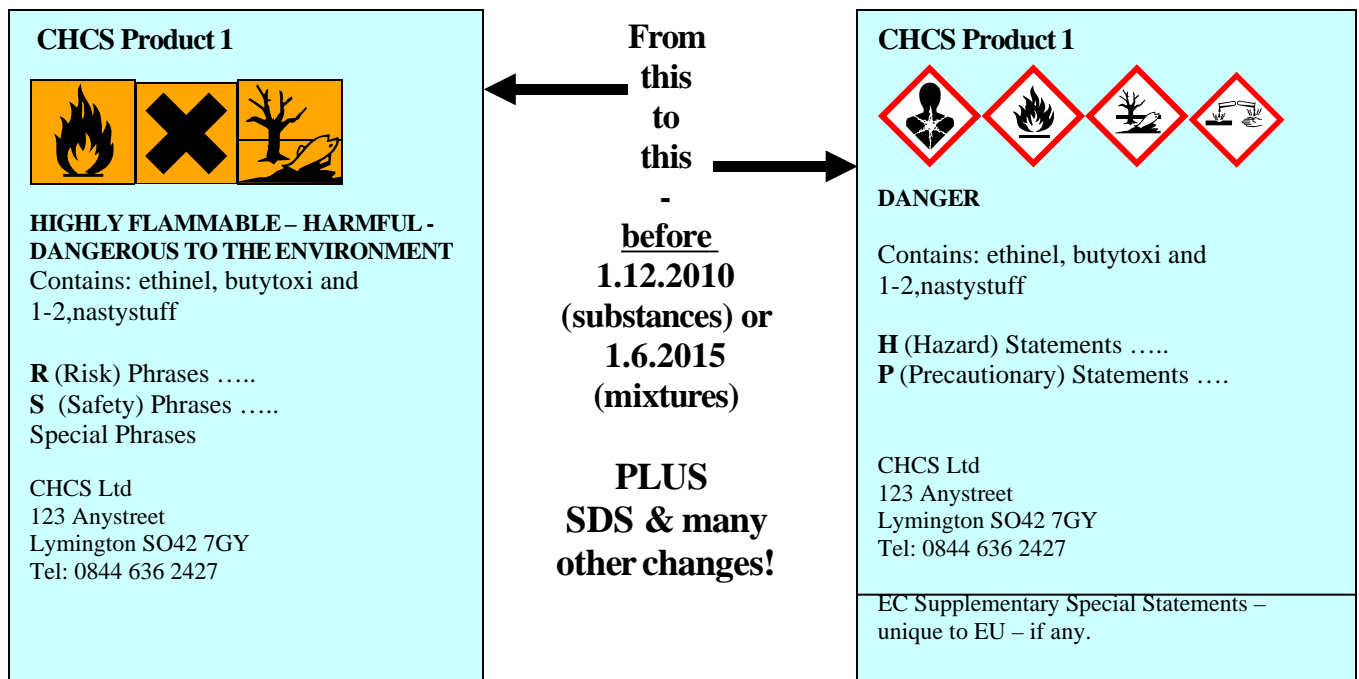 CHCS Product 1
HIGHLY FLAMMABLE – HARMFUL -
DANGEROUS TO THE ENVIRONMENT
Contains: ethinel, butytoxi and
1-2,nastystuff
R (Risk) Phrases …..
S (Safety) Phrases …..
Special Phrases
CHCS Ltd
123 Anystreet
Lymington SO42 7GY
Tel: 0844 636 2427
From
this
to
this
-
before
1.12.2010
(substances) or
1.6.2015
(mixtures)
PLUS
SDS & many
other changes!
CHCS Product 1
DANGER
Contains: ethinel, butytoxi and
1-2,nastystuff
H (Hazard) Statements …..
P (Precautionary) Statements ….
CHCS Ltd
123 Anystreet
Lymington SO42 7GY
Tel: 0844 636 2427
EC Supplementary Special Statements –
unique to EU – if any.